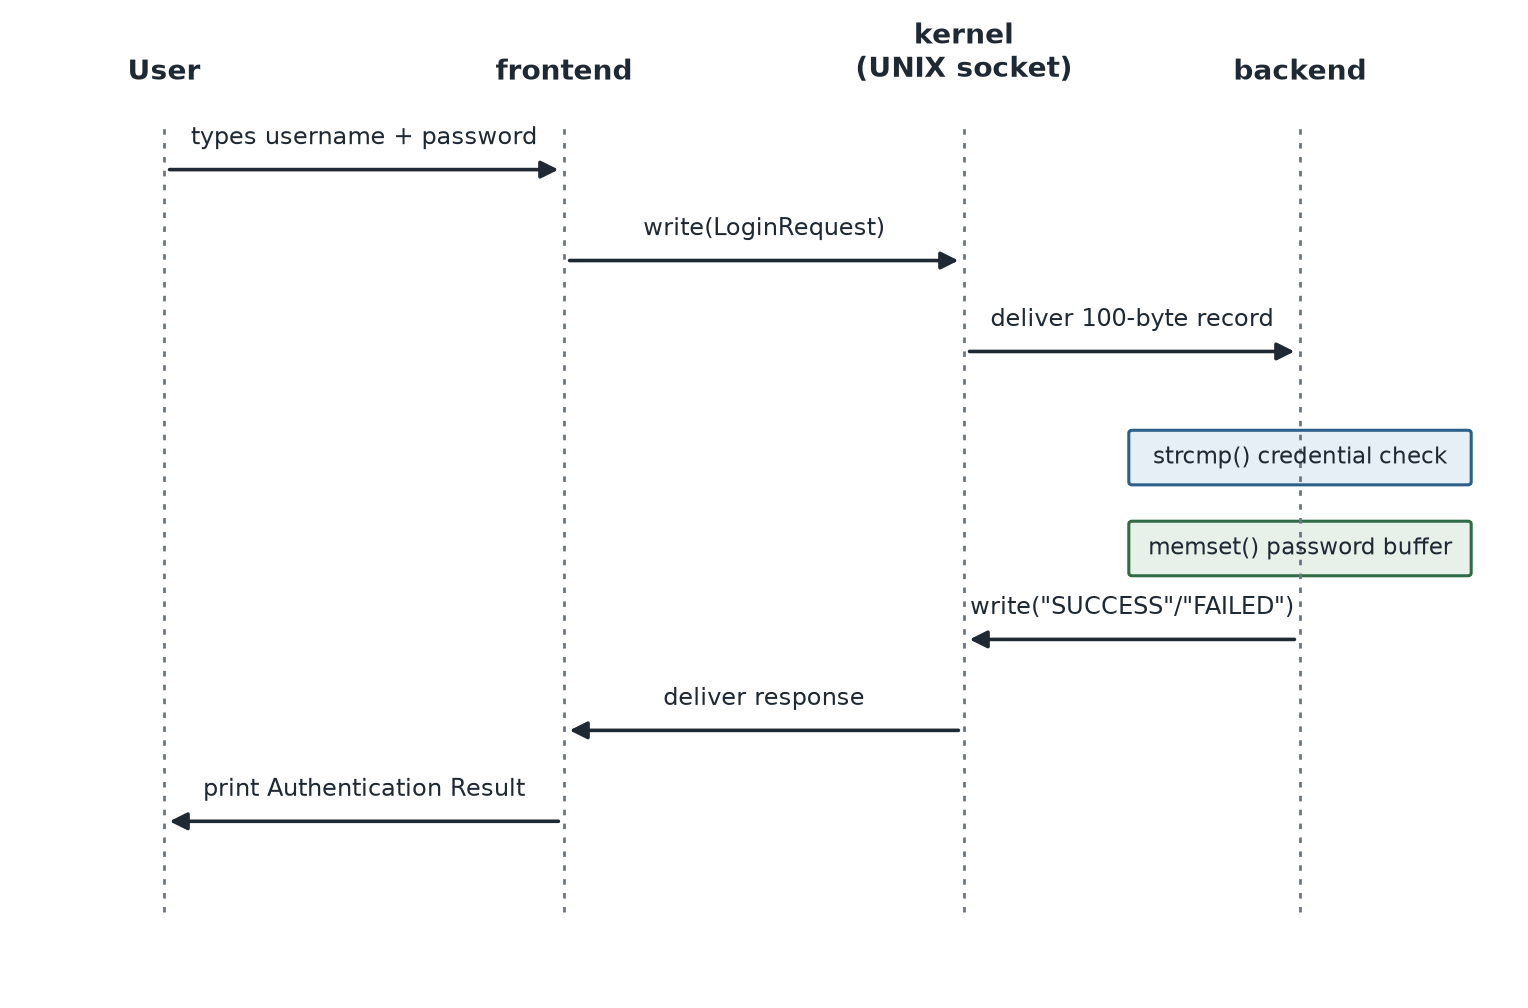 User
frontend
kernel
(UNIX socket)
backend
types username + password
write(LoginRequest)
deliver 100-byte record
strcmp() credential check
memset() password buffer
write("SUCCESS"/"FAILED")
deliver response
print Authentication Result